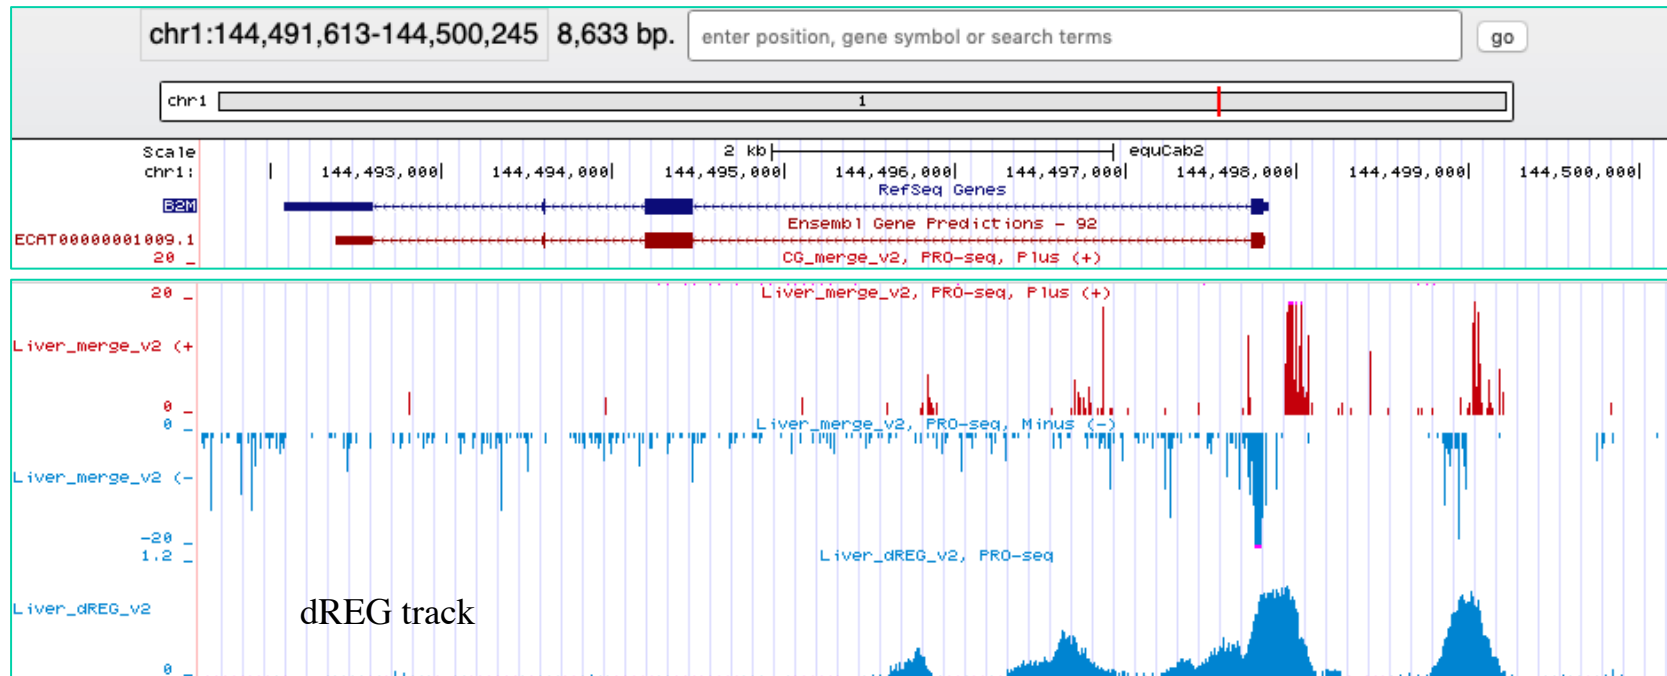 chr1:144,491,613-144,500,245 8,633 bp. enter position, gene symbol or search terms go
chr1 1
Scale 2 kb equCab2
chr1: 144,493,000 144,494,000 144,495,000 144,496,000 144,497,000 144,498,000 144,499,000 144,500,000
RefSeq Genes
B2M
Ensembl Gene Predictions - 92
ECAT00000001009.1
20 _ CG_merge_v2, PRO-seq, Plus (+)
20 _ Liver_merge_v2, PRO-seq, Plus (+)
Liver_merge_v2 (+
0 _
0 _ Liver_merge_v2, PRO-seq, Minus (-)
Liver_merge_v2 (-
-20 _
1.2 _ Liver_dREG_v2, PRO-seq
Liver_dREG_v2 dREG track
0 _